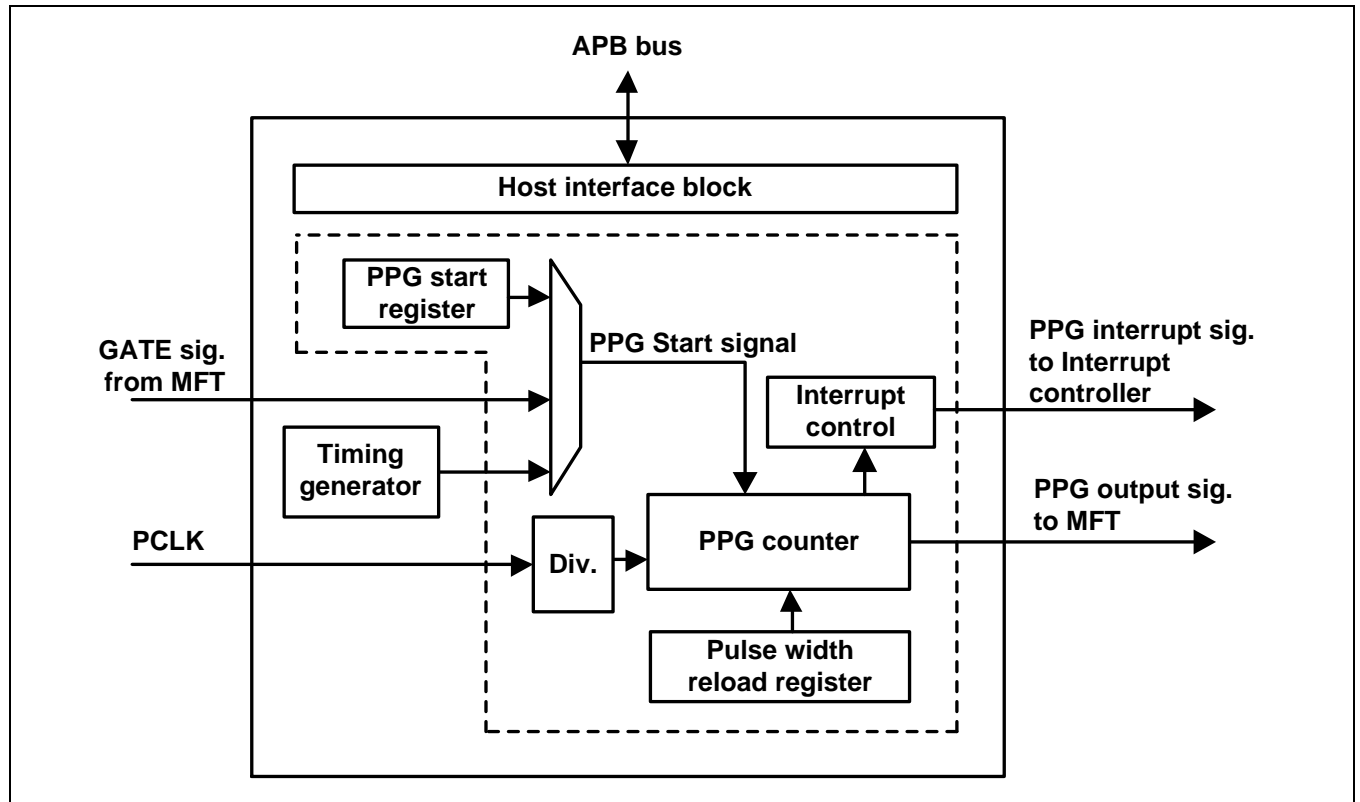 APB bus
Host interface block
PPG start
register
PPG Start signal
GATE sig.
from MFT
Timing
generator
PCLK
Div.
PPG counter
Interrupt
control
Pulse width
reload register
PPG interrupt sig.
to Interrupt
controller
PPG output sig.
to MFT